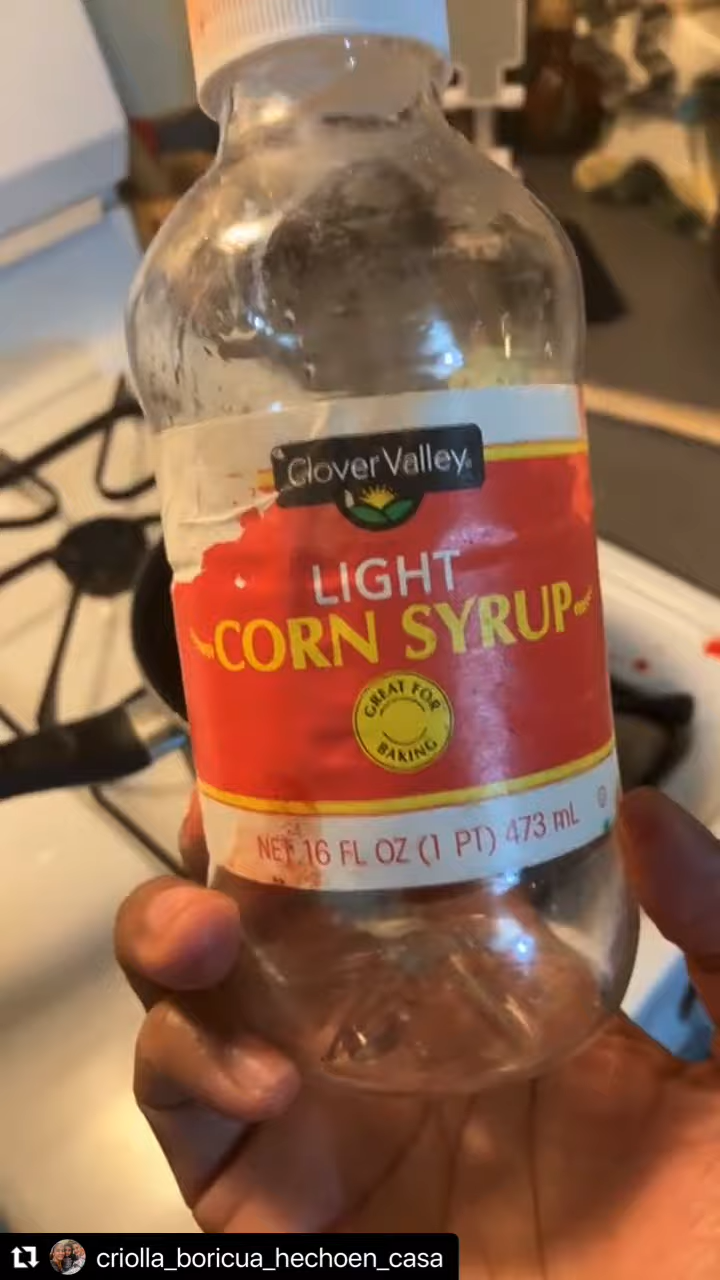 Clover Valley®
LIGHT
CORN SYRUP
GREAT FOR
BAKING
NET 16 FL OZ (1 PT) 473 mL
criolla_boricua_hechoen_casa